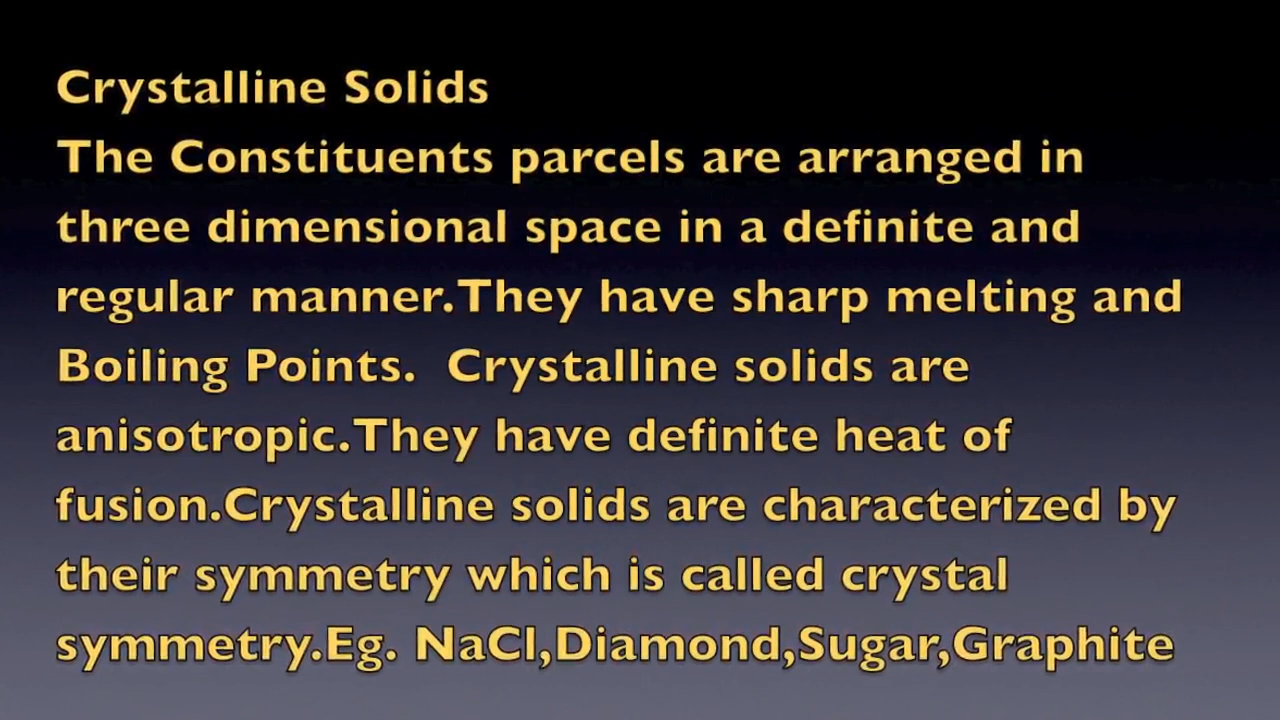 Crystalline Solids
The Constituents parcels are arranged in
three dimensional space in a definite and
regular manner.They have sharp melting and
Boiling Points.  Crystalline solids are
anisotropic.They have definite heat of
fusion.Crystalline solids are characterized by
their symmetry which is called crystal
symmetry.Eg. NaCl,Diamond,Sugar,Graphite